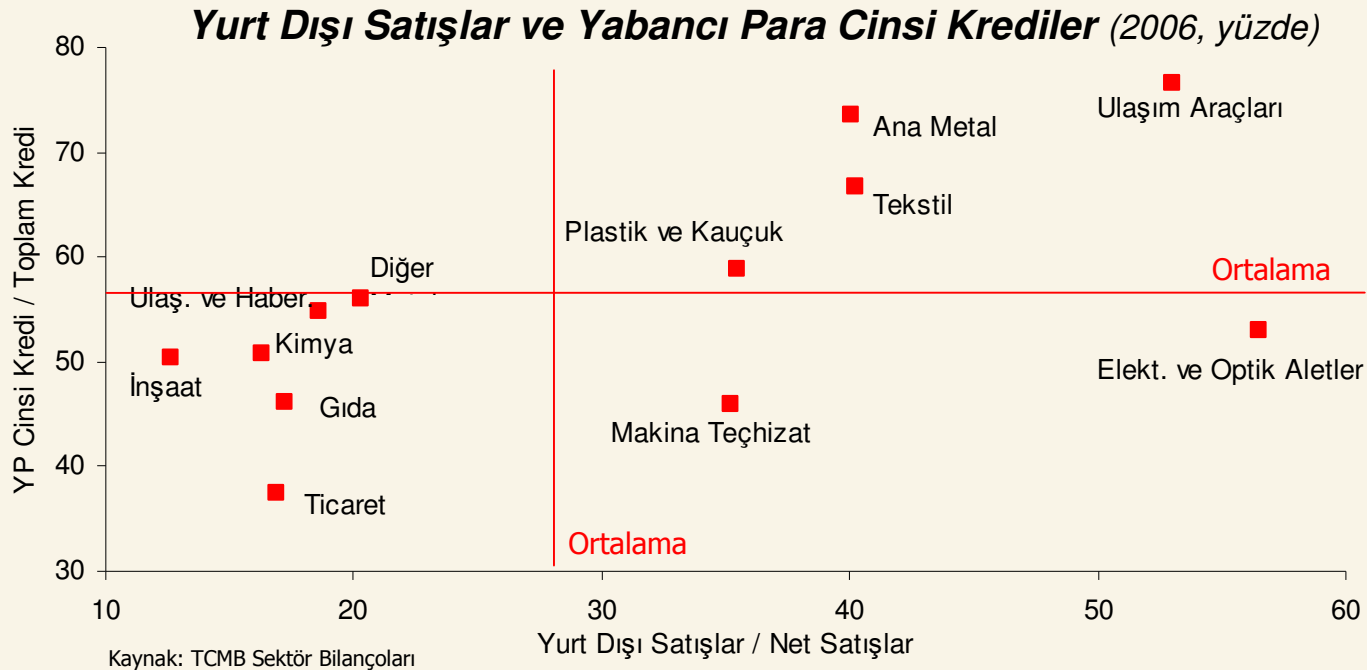 Yurt Dışı Satışlar ve Yabancı Para Cinsi Krediler (2006, yüzde)
YP Cinsi Kredi / Toplam Kredi
80
70
60
50
40
30
Ulaşım Araçları
Ana Metal
Tekstil
Plastik ve Kauçuk
Diğer
Ortalama
Ulaş. ve Haber.
Kimya
İnşaat
Elekt. ve Optik Aletler
Gıda
Makina Teçhizat
Ticaret
Ortalama
10 20 30 40 50 60
Yurt Dışı Satışlar / Net Satışlar
Kaynak: TCMB Sektör Bilançoları